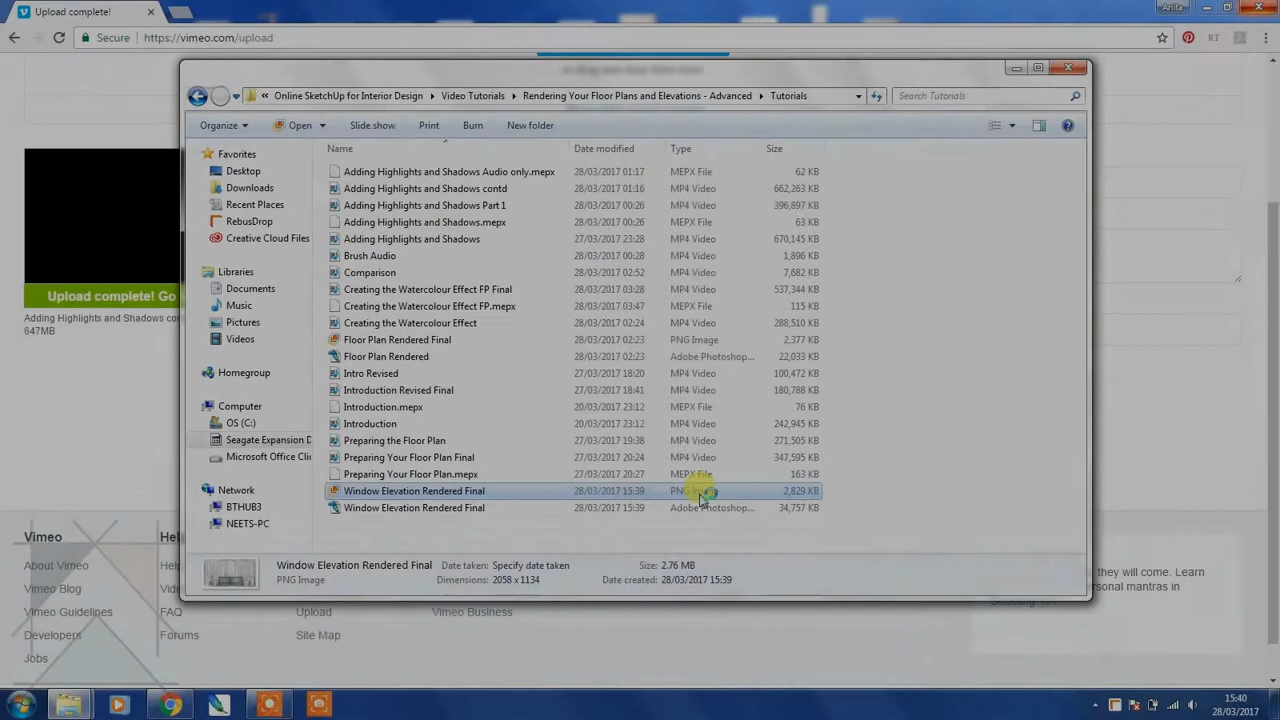 Upload complete!
Anita
Secure https://vimeo.com/upload
RT
Online SketchUp for Interior Design Video Tutorials Rendering Your Floor Plans and Elevations - Advanced Tutorials
Search Tutorials
Organize Open Slide show Print Burn New folder
Name Date modified Type Size
Favorites
Desktop
Downloads
Recent Places
RebusDrop
Creative Cloud Files
Libraries
Documents
Music
Pictures
Videos
Homegroup
Computer
OS (C:)
Seagate Expansion D
Microsoft Office Clic
Network
BTHUB3
NEETS-PC
Adding Highlights and Shadows Audio only.mepx 28/03/2017 01:17 MEPX File 62 KB
Adding Highlights and Shadows contd 28/03/2017 01:16 MP4 Video 662,263 KB
Adding Highlights and Shadows Part 1 28/03/2017 00:26 MP4 Video 396,897 KB
Adding Highlights and Shadows.mepx 28/03/2017 00:26 MEPX File 63 KB
Adding Highlights and Shadows 27/03/2017 23:28 MP4 Video 670,145 KB
Brush Audio 28/03/2017 00:28 MP4 Video 1,896 KB
Comparison 28/03/2017 02:52 MP4 Video 7,682 KB
Creating the Watercolour Effect FP Final 28/03/2017 03:28 MP4 Video 537,344 KB
Creating the Watercolour Effect FP.mepx 28/03/2017 03:47 MEPX File 115 KB
Creating the Watercolour Effect 28/03/2017 02:24 MP4 Video 288,510 KB
Floor Plan Rendered Final 28/03/2017 02:23 PNG Image 2,377 KB
Floor Plan Rendered 28/03/2017 02:23 Adobe Photoshop... 22,033 KB
Intro Revised 27/03/2017 18:20 MP4 Video 100,472 KB
Introduction Revised Final 27/03/2017 18:41 MP4 Video 180,788 KB
Introduction.mepx 20/03/2017 23:12 MEPX File 76 KB
Introduction 20/03/2017 23:12 MP4 Video 242,945 KB
Preparing the Floor Plan 27/03/2017 19:38 MP4 Video 271,505 KB
Preparing Your Floor Plan Final 27/03/2017 20:24 MP4 Video 347,595 KB
Preparing Your Floor Plan.mepx 27/03/2017 20:27 MEPX File 163 KB
Window Elevation Rendered Final 28/03/2017 15:39 PNG Image 2,829 KB
Window Elevation Rendered Final 28/03/2017 15:39 Adobe Photoshop... 34,757 KB
Window Elevation Rendered Final Date taken: Specify date taken Size: 2.76 MB
PNG Image Dimensions: 2058 x 1134 Date created: 28/03/2017 15:39
Upload complete! Go
Adding Highlights and Shadows con
647MB
Vimeo
About Vimeo
Vimeo Blog
Vimeo Guidelines
Developers
Jobs
Hel
Help
Vid
FAQ
Forums
Upload
Site Map
Vimeo Business
they will come. Learn
personal mantras in
15:40
28/03/2017